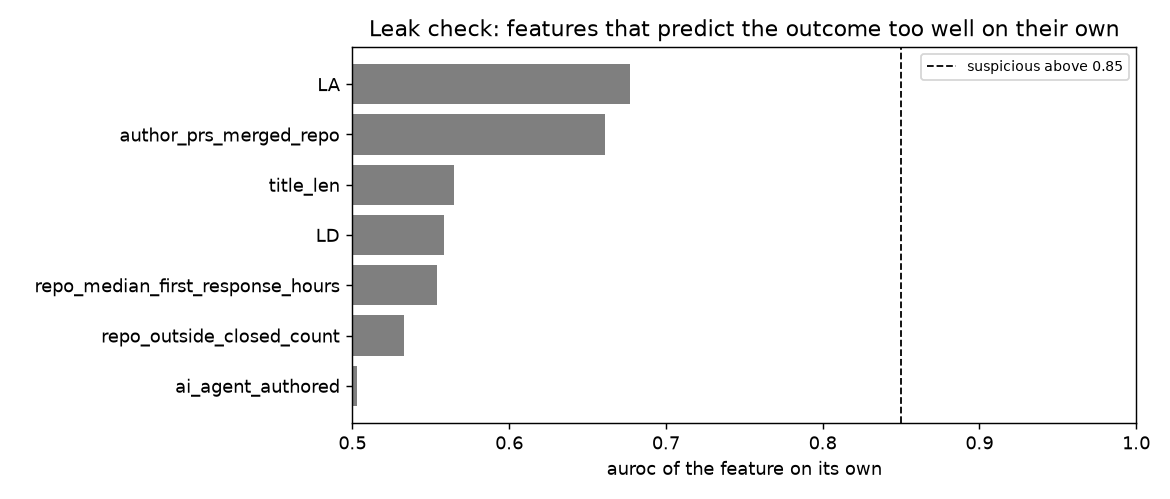 Leak check: features that predict the outcome too well on their own
suspicious above 0.85
LA
author_prs_merged_repo
title_len
LD
repo_median_first_response_hours
repo_outside_closed_count
ai_agent_authored
0.5 0.6 0.7 0.8 0.9 1.0
auroc of the feature on its own